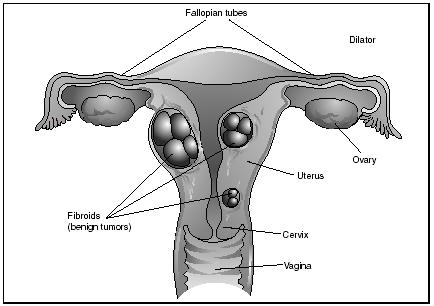 Fallopian tubes
Dilator
Ovary
Uterus
Fibroids
(benign tumors)
Cervix
Vagina